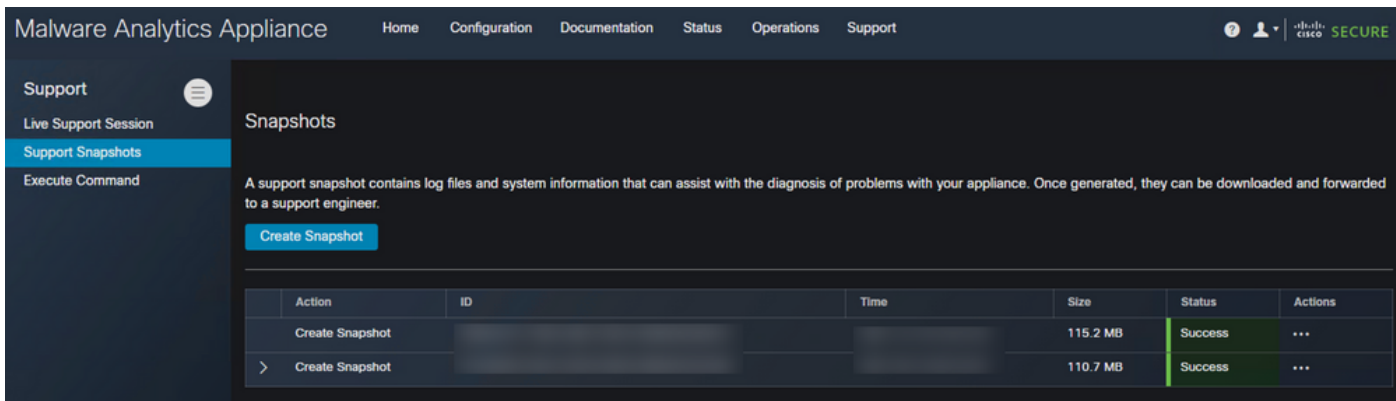 Malware Analytics Appliance
Home Configuration Documentation Status Operations Support
cisco SECURE
Support
Live Support Session
Support Snapshots
Execute Command
Snapshots
A support snapshot contains log files and system information that can assist with the diagnosis of problems with your appliance. Once generated, they can be downloaded and forwarded
to a support engineer.
Create Snapshot
Action ID Time Size Status Actions
Create Snapshot 115.2 MB Success ...
Create Snapshot 110.7 MB Success ...